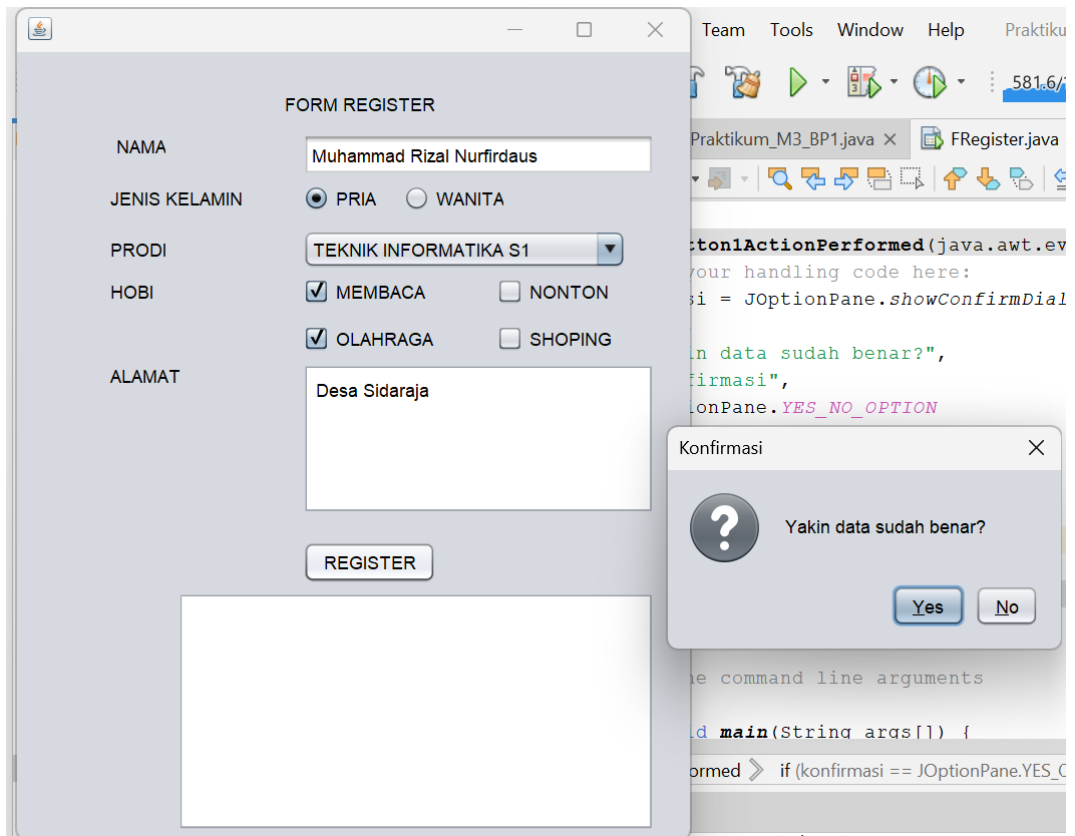 Team Tools Window Help Praktiku
581.6/
Praktikum_M3_BP1.java FRegister.java
FORM REGISTER
NAMA
Muhammad Rizal Nurfirdaus
JENIS KELAMIN
PRIA WANITA
PRODI
TEKNIK INFORMATIKA S1
HOBI
MEMBACA NONTON
OLAHRAGA SHOPING
ALAMAT
Desa Sidaraja
REGISTER
tton1ActionPerformed(java.awt.ev
your handling code here:
si = JOptionPane.showConfirmDial
in data sudah benar?",
firmasi",
ionPane.YES_NO_OPTION
Konfirmasi
Yakin data sudah benar?
Yes No
he command line arguments
d main(String args[]) {
ormed if (konfirmasi == JOptionPane.YES_O